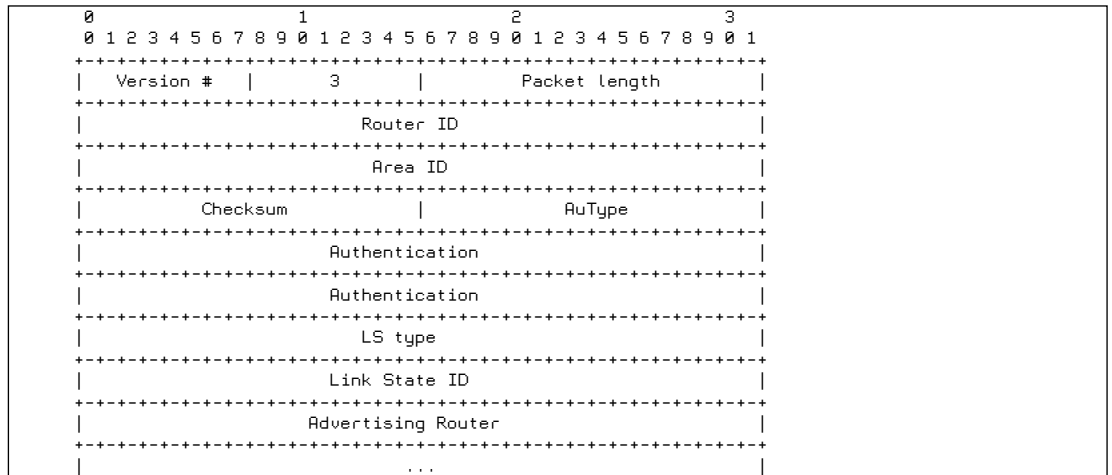 0                   1                   2                   3
0 1 2 3 4 5 6 7 8 9 0 1 2 3 4 5 6 7 8 9 0 1 2 3 4 5 6 7 8 9 0 1
+-+-+-+-+-+-+-+-+-+-+-+-+-+-+-+-+-+-+-+-+-+-+-+-+-+-+-+-+-+-+-+-+
|   Version #   |       3       |         Packet length         |
+-+-+-+-+-+-+-+-+-+-+-+-+-+-+-+-+-+-+-+-+-+-+-+-+-+-+-+-+-+-+-+-+
|                          Router ID                            |
+-+-+-+-+-+-+-+-+-+-+-+-+-+-+-+-+-+-+-+-+-+-+-+-+-+-+-+-+-+-+-+-+
|                           Area ID                             |
+-+-+-+-+-+-+-+-+-+-+-+-+-+-+-+-+-+-+-+-+-+-+-+-+-+-+-+-+-+-+-+-+
|           Checksum            |             AuType            |
+-+-+-+-+-+-+-+-+-+-+-+-+-+-+-+-+-+-+-+-+-+-+-+-+-+-+-+-+-+-+-+-+
|                       Authentication                          |
+-+-+-+-+-+-+-+-+-+-+-+-+-+-+-+-+-+-+-+-+-+-+-+-+-+-+-+-+-+-+-+-+
|                       Authentication                          |
+-+-+-+-+-+-+-+-+-+-+-+-+-+-+-+-+-+-+-+-+-+-+-+-+-+-+-+-+-+-+-+-+
|                          LS type                              |
+-+-+-+-+-+-+-+-+-+-+-+-+-+-+-+-+-+-+-+-+-+-+-+-+-+-+-+-+-+-+-+-+
|                       Link State ID                           |
+-+-+-+-+-+-+-+-+-+-+-+-+-+-+-+-+-+-+-+-+-+-+-+-+-+-+-+-+-+-+-+-+
|                     Advertising Router                        |
+-+-+-+-+-+-+-+-+-+-+-+-+-+-+-+-+-+-+-+-+-+-+-+-+-+-+-+-+-+-+-+-+
|                              ...                              |